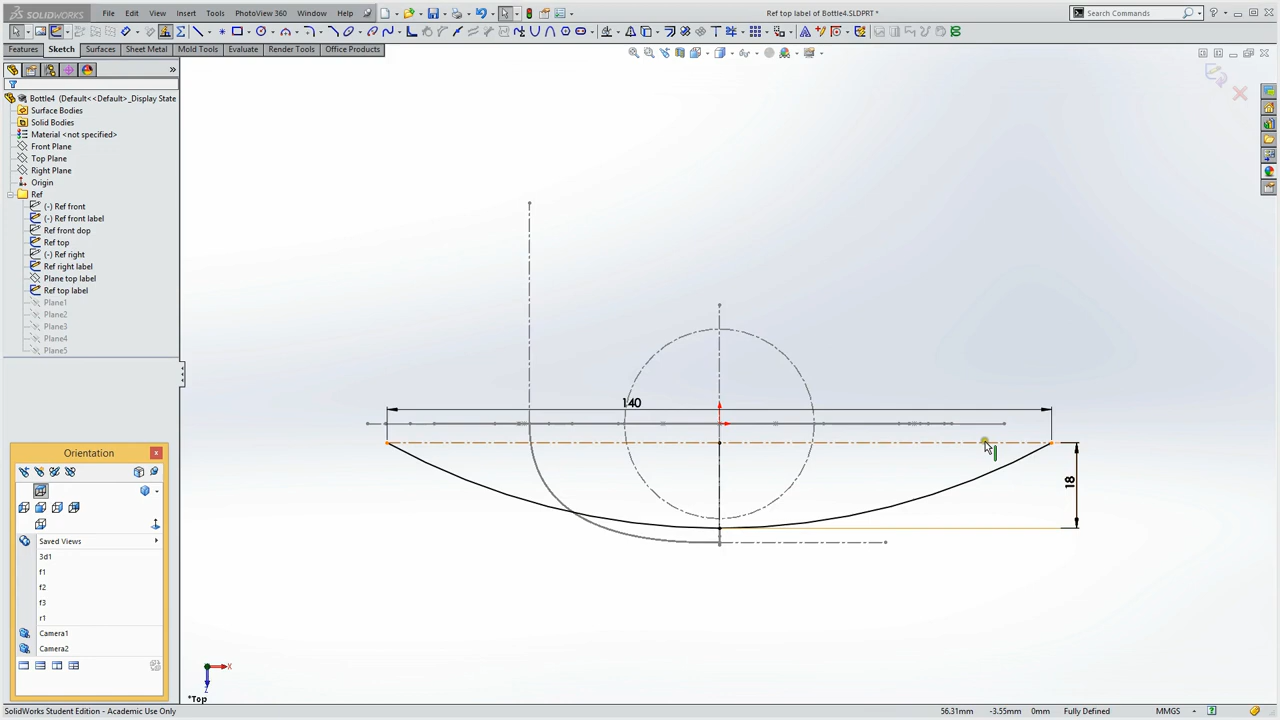 SOLIDWORKS File Edit View Insert Tools PhotoView 360 Window Help Ref top label of Bottle4.SLDPRT * Search Commands
Features Sketch Surfaces Sheet Metal Mold Tools Evaluate Render Tools Office Products
Bottle4 (Default<<Default>_Display State
Surface Bodies
Solid Bodies
Material <not specified>
Front Plane
Top Plane
Right Plane
Origin
Ref
(-) Ref front
(-) Ref front label
Ref front dop
Ref top
(-) Ref right
Ref right label
Plane top label
Ref top label
Plane1
Plane2
Plane3
Plane4
Plane5
140
18
Orientation
Saved Views
3d1
f1
f2
f3
r1
Camera1
Camera2
X
Z
*Top
SolidWorks Student Edition - Academic Use Only 56.31mm -3.55mm 0mm Fully Defined MMGS